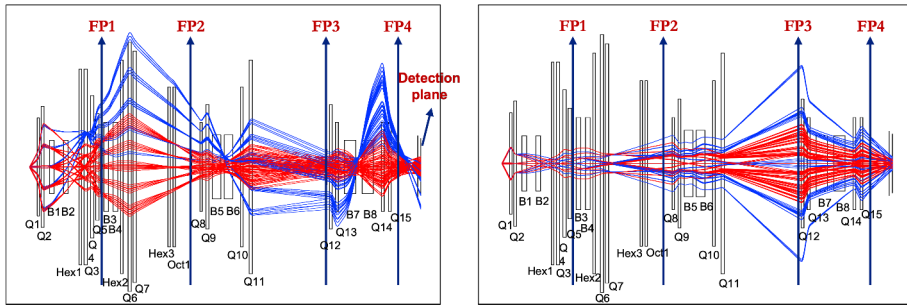 FP1 FP2 FP3 FP4
Detection
plane
B1 B2
B3
B4
Q1
Q2
Hex1
Q3
Q
4
Q5
Hex2
Q6
Q7
Hex3
Oct1
Q8
Q9
B5 B6
Q10
Q11
Q12
Q13
B7 B8
Q14
Q15
FP1 FP2 FP3 FP4
Q1
Q2
B1 B2
Hex1
Q3
Q
4
Q5
B3
B4
Hex2
Q6
Q7
Hex3
Oct1
Q8
Q9
B5 B6
Q10
Q11
Q12
Q13
B7
B8
Q14
Q15